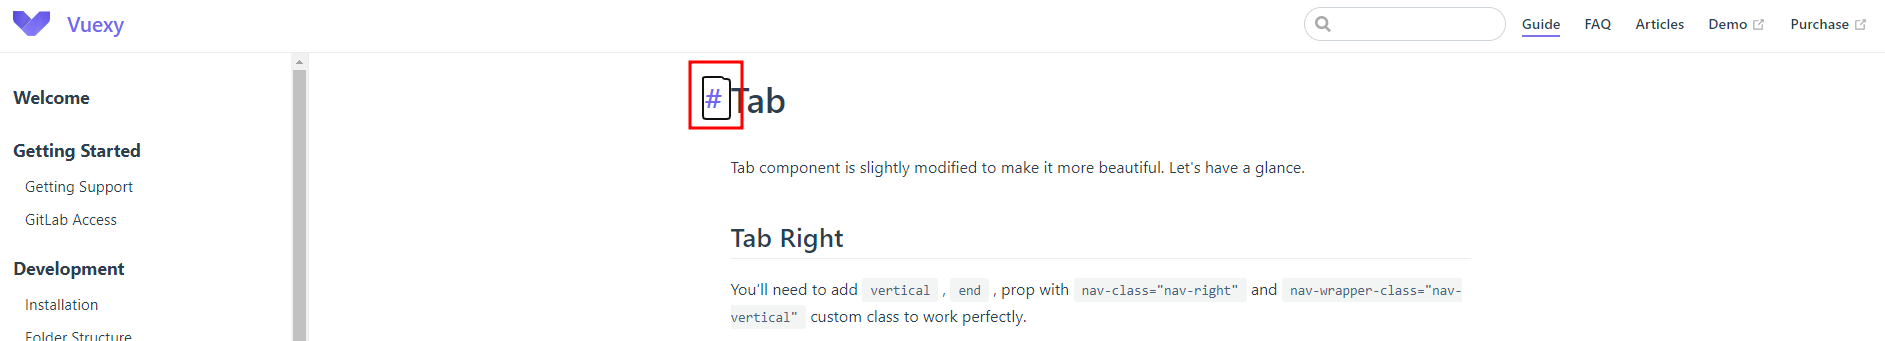 Vuexy
Guide FAQ Articles Demo Purchase
Welcome
Getting Started
Getting Support
GitLab Access
Development
Installation
Folder Structure
# Tab
Tab component is slightly modified to make it more beautiful. Let's have a glance.
Tab Right
You'll need to add vertical , end , prop with nav-class="nav-right" and nav-wrapper-class="nav-
vertical" custom class to work perfectly.